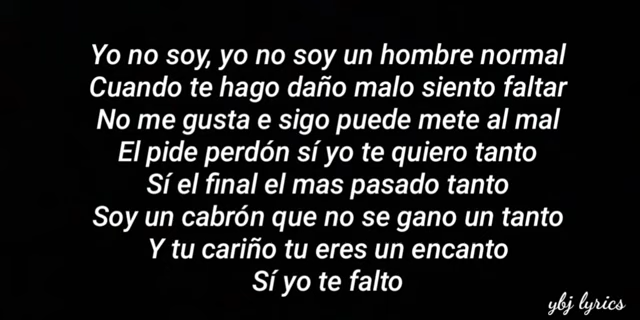 Yo no soy, yo no soy un hombre normal
Cuando te hago daño malo siento faltar
No me gusta e sigo puede mete al mal
El pide perdón sí yo te quiero tanto
Sí el final el mas pasado tanto
Soy un cabrón que no se gano un tanto
Y tu cariño tu eres un encanto
Sí yo te falto
ybj lyrics